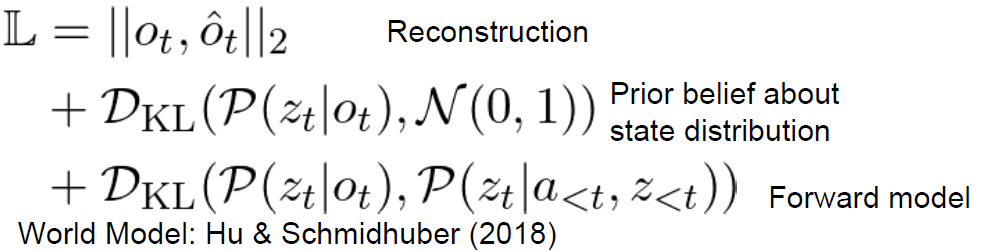 𝕃 = ||o_t, ô_t||_2 Reconstruction
+ 𝒟_KL(𝒫(z_t|o_t), 𝒩(0, 1)) Prior belief about
state distribution
+ 𝒟_KL(𝒫(z_t|o_t), 𝒫(z_t|a_{<t}, z_{<t})) Forward model
World Model: Hu & Schmidhuber (2018)